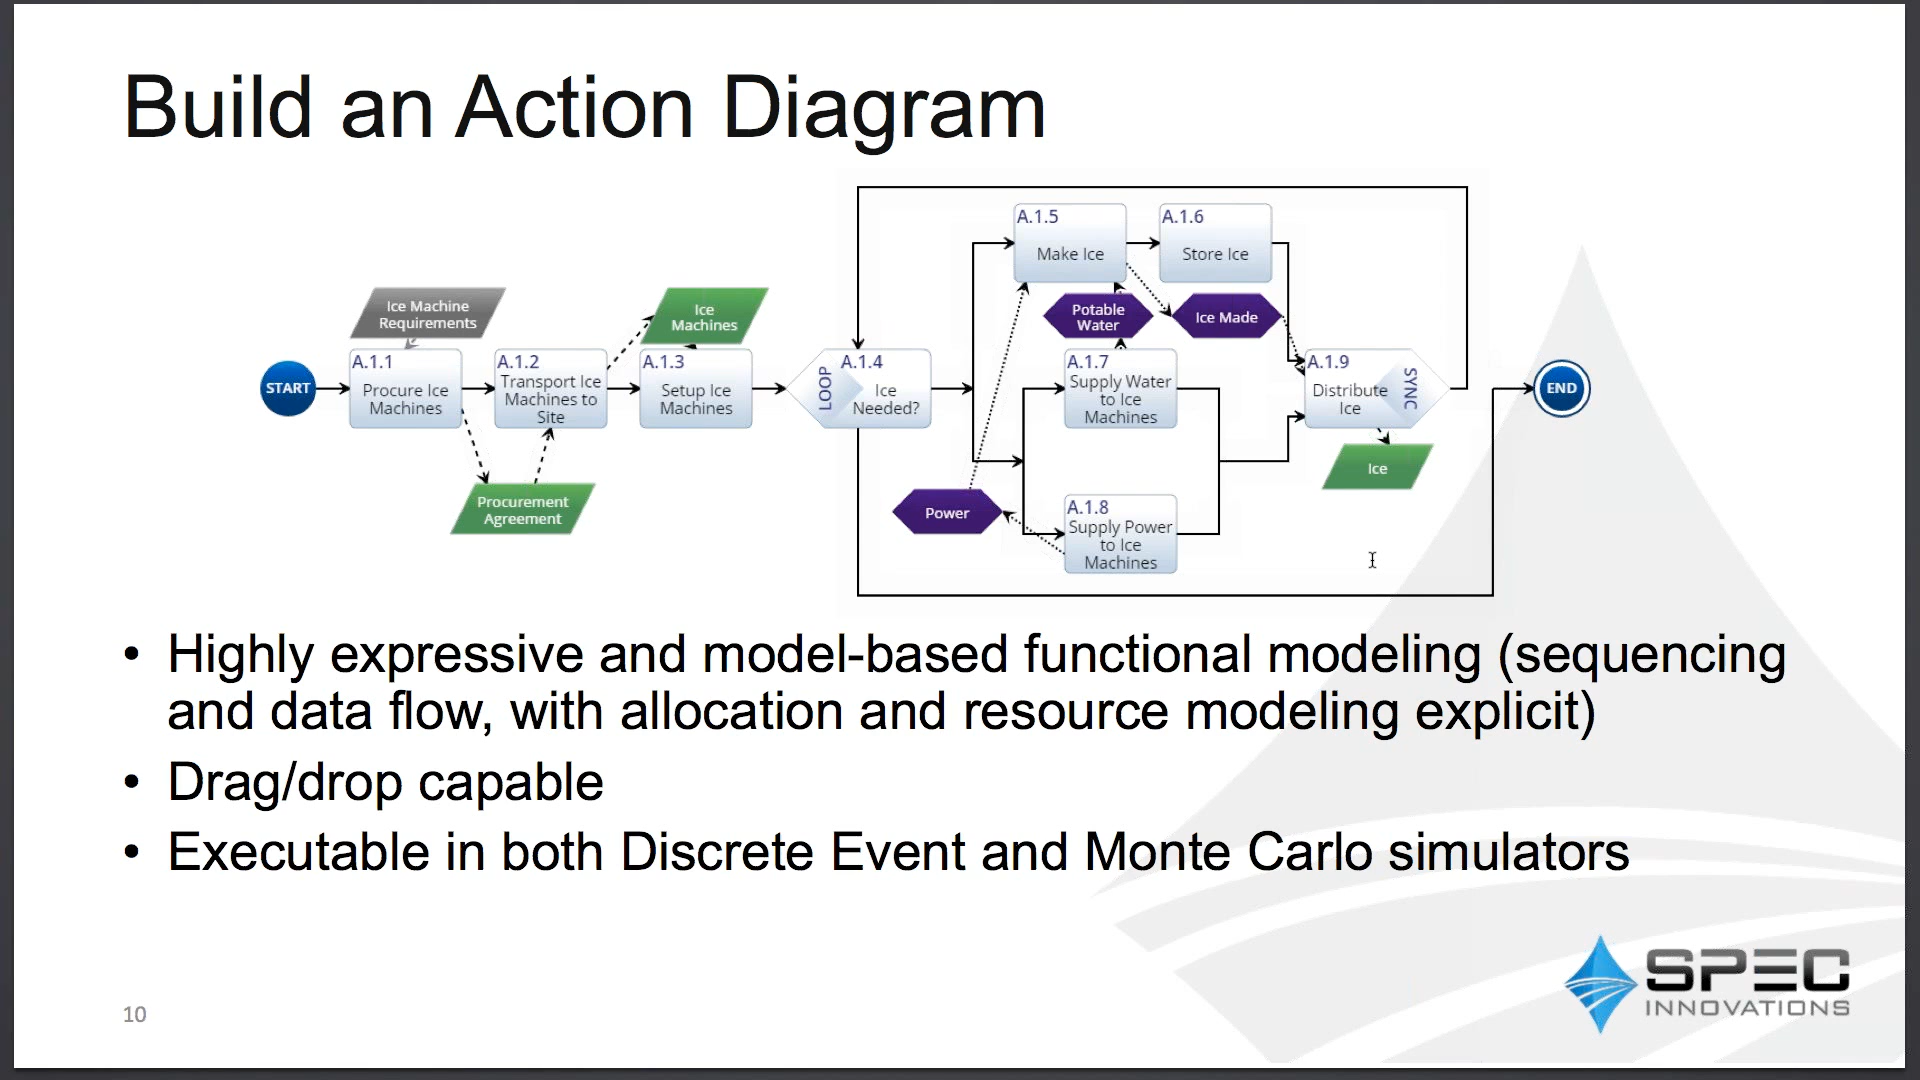 Build an Action Diagram
START
Ice Machine
Requirements
A.1.1
Procure Ice
Machines
Procurement
Agreement
A.1.2
Transport Ice
Machines to
Site
Ice
Machines
A.1.3
Setup Ice
Machines
LOOP
A.1.4
Ice
Needed?
A.1.5
Make Ice
A.1.6
Store Ice
Potable
Water
Ice Made
A.1.7
Supply Water
to Ice
Machines
Power
A.1.8
Supply Power
to Ice
Machines
A.1.9
Distribute
Ice
SYNC
Ice
END
• Highly expressive and model-based functional modeling (sequencing
and data flow, with allocation and resource modeling explicit)
• Drag/drop capable
• Executable in both Discrete Event and Monte Carlo simulators
10
SPEC
INNOVATIONS